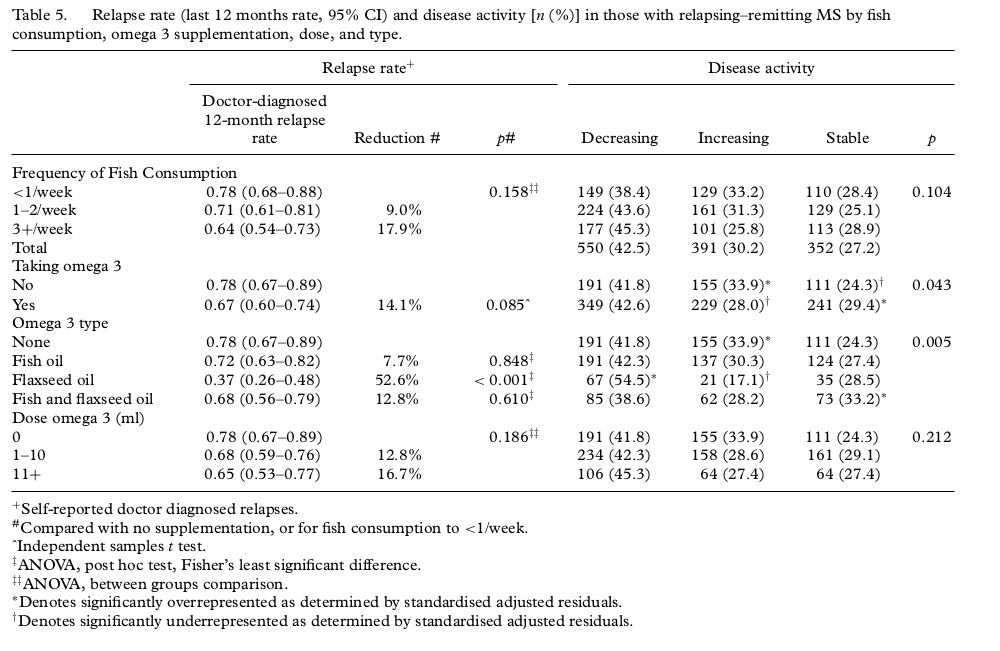 Table 5. Relapse rate (last 12 months rate, 95% CI) and disease activity [n (%)] in those with relapsing–remitting MS by fish
consumption, omega 3 supplementation, dose, and type.
Relapse rate+ Disease activity
Doctor-diagnosed
12-month relapse
rate Reduction # p# Decreasing Increasing Stable p
Frequency of Fish Consumption
<1/week 0.78 (0.68–0.88) 0.158‡‡ 149 (38.4) 129 (33.2) 110 (28.4) 0.104
1–2/week 0.71 (0.61–0.81) 9.0% 224 (43.6) 161 (31.3) 129 (25.1)
3+/week 0.64 (0.54–0.73) 17.9% 177 (45.3) 101 (25.8) 113 (28.9)
Total 550 (42.5) 391 (30.2) 352 (27.2)
Taking omega 3
No 0.78 (0.67–0.89) 191 (41.8) 155 (33.9)* 111 (24.3)† 0.043
Yes 0.67 (0.60–0.74) 14.1% 0.085ˆ 349 (42.6) 229 (28.0)† 241 (29.4)*
Omega 3 type
None 0.78 (0.67–0.89) 191 (41.8) 155 (33.9)* 111 (24.3) 0.005
Fish oil 0.72 (0.63–0.82) 7.7% 0.848‡ 191 (42.3) 137 (30.3) 124 (27.4)
Flaxseed oil 0.37 (0.26–0.48) 52.6% < 0.001‡ 67 (54.5)* 21 (17.1)† 35 (28.5)
Fish and flaxseed oil 0.68 (0.56–0.79) 12.8% 0.610‡ 85 (38.6) 62 (28.2) 73 (33.2)*
Dose omega 3 (ml)
0 0.78 (0.67–0.89) 0.186‡‡ 191 (41.8) 155 (33.9) 111 (24.3) 0.212
1–10 0.68 (0.59–0.76) 12.8% 234 (42.3) 158 (28.6) 161 (29.1)
11+ 0.65 (0.53–0.77) 16.7% 106 (45.3) 64 (27.4) 64 (27.4)
+Self-reported doctor diagnosed relapses.
#Compared with no supplementation, or for fish consumption to <1/week.
ˆIndependent samples t test.
‡ANOVA, post hoc test, Fisher's least significant difference.
‡‡ANOVA, between groups comparison.
*Denotes significantly overrepresented as determined by standardised adjusted residuals.
†Denotes significantly underrepresented as determined by standardised adjusted residuals.